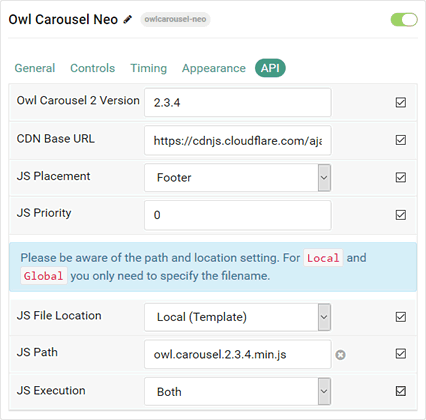 Owl Carousel Neo owlcarousel-neo
General Controls Timing Appearance API
Owl Carousel 2 Version 2.3.4
CDN Base URL https://cdnjs.cloudflare.com/aja
JS Placement Footer
JS Priority 0
Please be aware of the path and location setting. For Local and
Global you only need to specify the filename.
JS File Location Local (Template)
JS Path owl.carousel.2.3.4.min.js
JS Execution Both